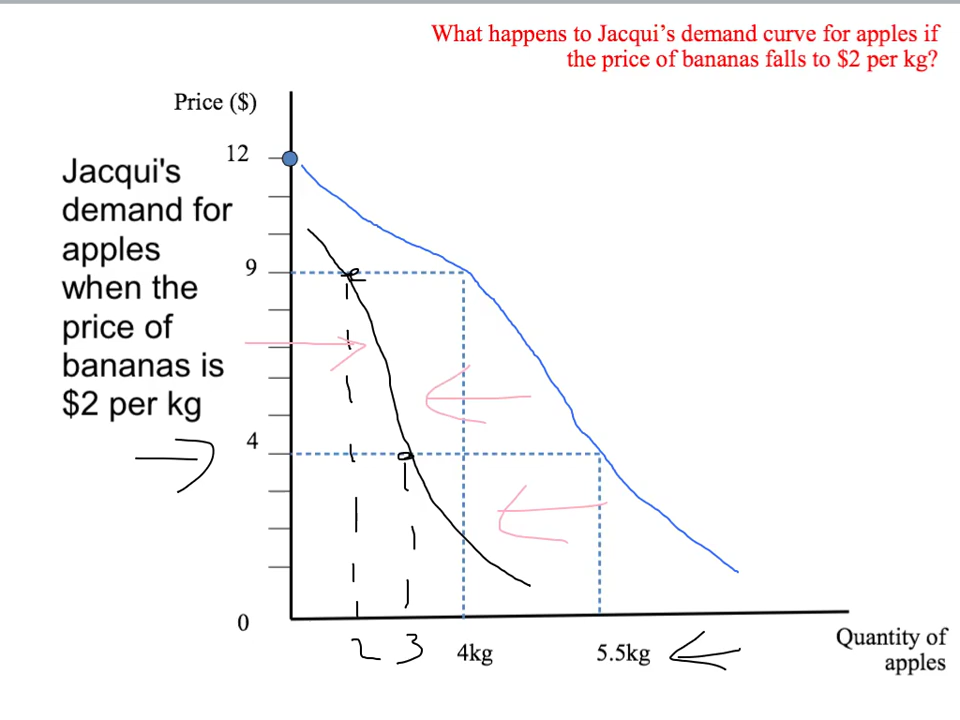 What happens to Jacqui's demand curve for apples if
the price of bananas falls to $2 per kg?
Price ($)
12
Jacqui's
demand for
apples
when the
price of
bananas is
$2 per kg
9
4
0
2
3
4kg
5.5kg
Quantity of
apples